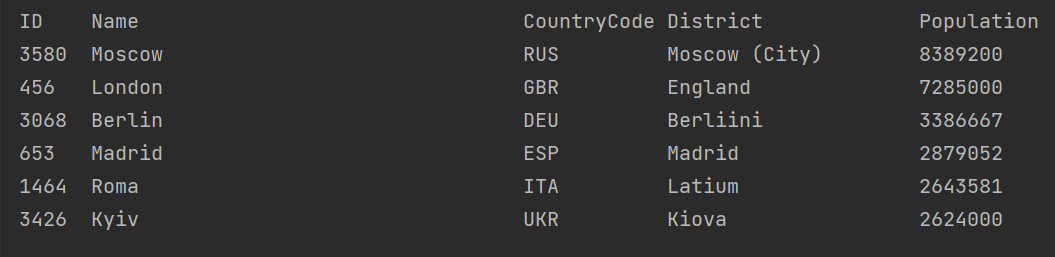 ID Name CountryCode District Population
3580 Moscow RUS Moscow (City) 8389200
456 London GBR England 7285000
3068 Berlin DEU Berliini 3386667
653 Madrid ESP Madrid 2879052
1464 Roma ITA Latium 2643581
3426 Kyiv UKR Kiova 2624000